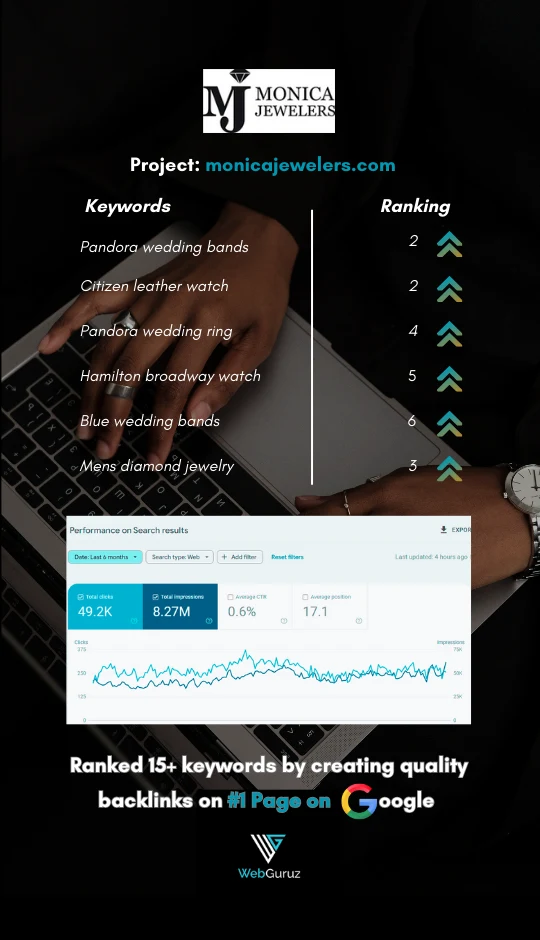 MJ MONICA
JEWELERS
Project: monicajewelers.com
Keywords Ranking
Pandora wedding bands 2
Citizen leather watch 2
Pandora wedding ring 4
Hamilton broadway watch 5
Blue wedding bands 6
Mens diamond jewelry 3
Performance on Search results EXPOR
Date: Last 6 months Search type: Web + Add filter Reset filters Last updated: 4 hours ago
Total clicks Total impressions Average CTR Average position
49.2K 8.27M 0.6% 17.1
Clicks Impressions
375 75K
250 50K
125 25K
0 0
Ranked 15+ keywords by creating quality
backlinks on #1 Page on Google
WebGuruz